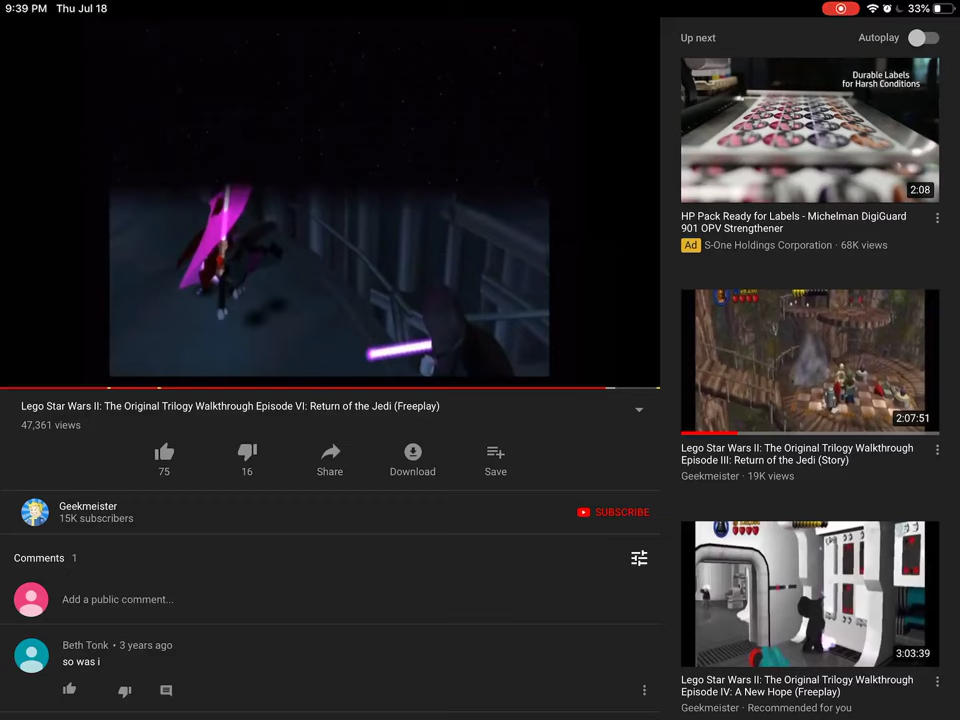 9:39 PM Thu Jul 18
33%
Up next
Autoplay
Durable Labels
for Harsh Conditions
2:08
HP Pack Ready for Labels - Michelman DigiGuard
901 OPV Strengthener
Ad S-One Holdings Corporation · 68K views
2:07:51
Lego Star Wars II: The Original Trilogy Walkthrough
Episode III: Return of the Jedi (Story)
Geekmeister · 19K views
3:03:39
Lego Star Wars II: The Original Trilogy Walkthrough
Episode IV: A New Hope (Freeplay)
Geekmeister · Recommended for you
Lego Star Wars II: The Original Trilogy Walkthrough Episode VI: Return of the Jedi (Freeplay)
47,361 views
75
16
Share
Download
Save
Geekmeister
15K subscribers
SUBSCRIBE
Comments 1
Add a public comment...
Beth Tonk • 3 years ago
so was i